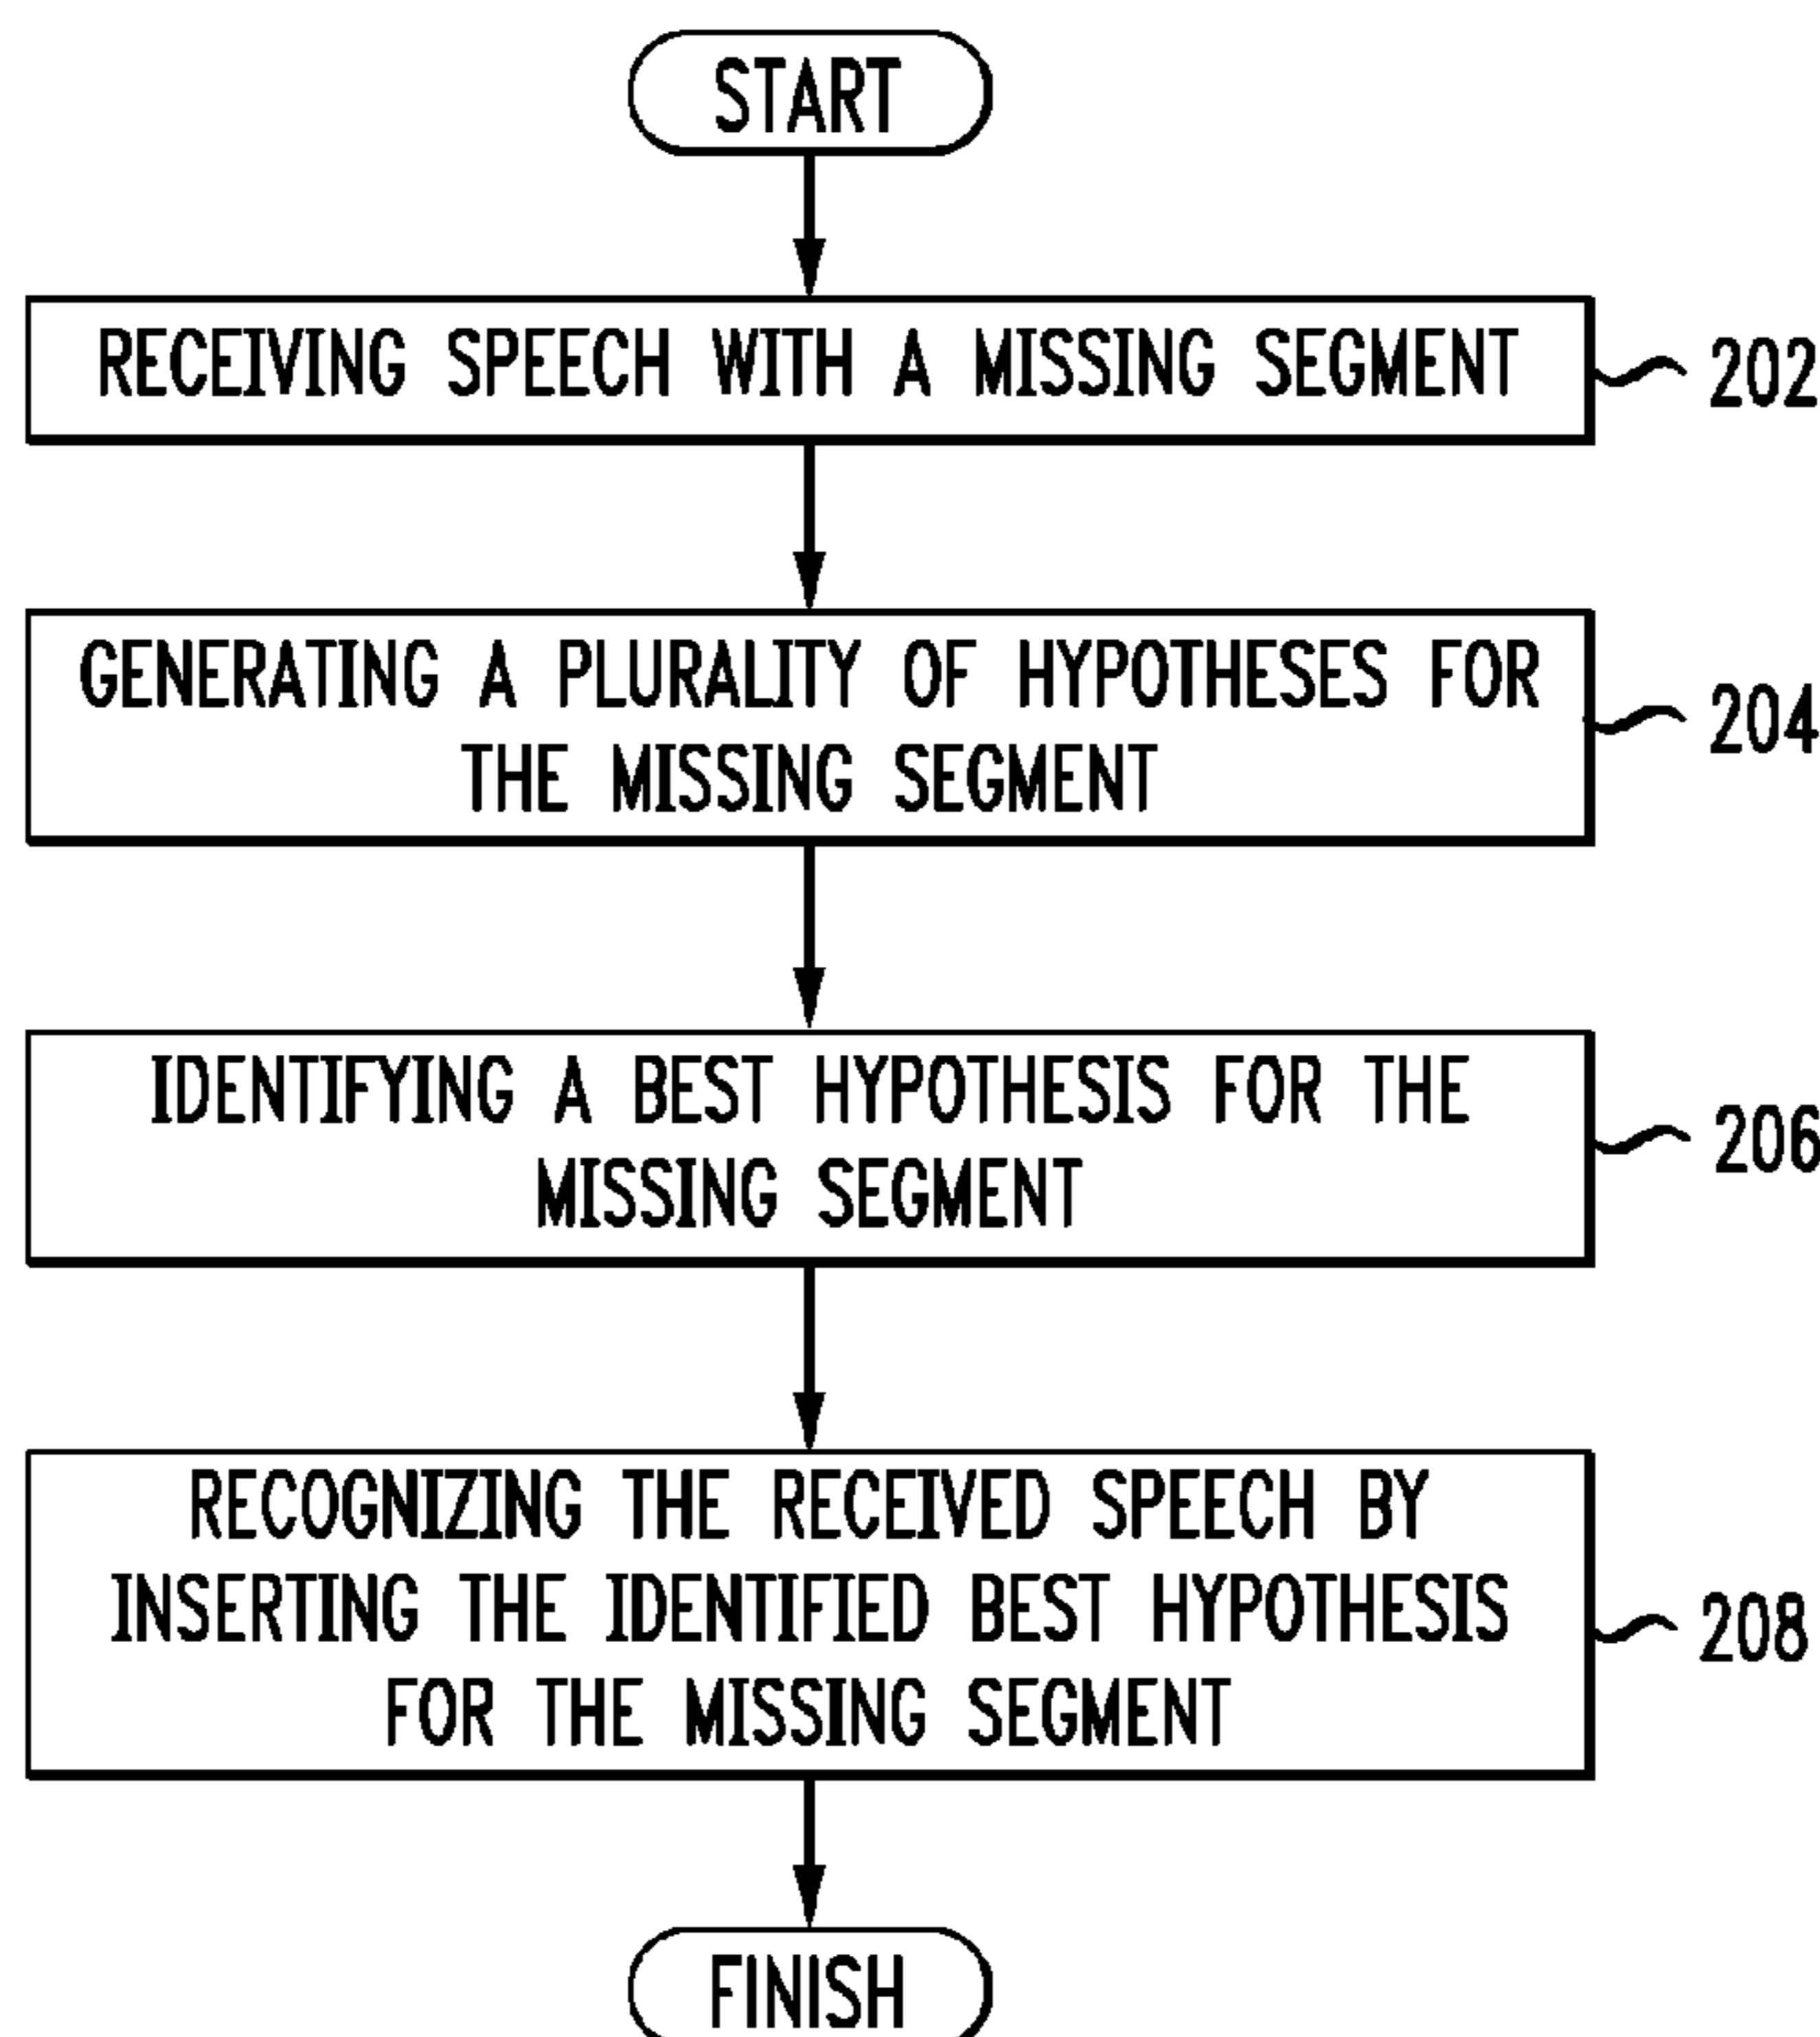 START
RECEIVING SPEECH WITH A MISSING SEGMENT
202
GENERATING A PLURALITY OF HYPOTHESES FOR
THE MISSING SEGMENT
204
IDENTIFYING A BEST HYPOTHESIS FOR THE
MISSING SEGMENT
206
RECOGNIZING THE RECEIVED SPEECH BY
INSERTING THE IDENTIFIED BEST HYPOTHESIS
FOR THE MISSING SEGMENT
208
FINISH